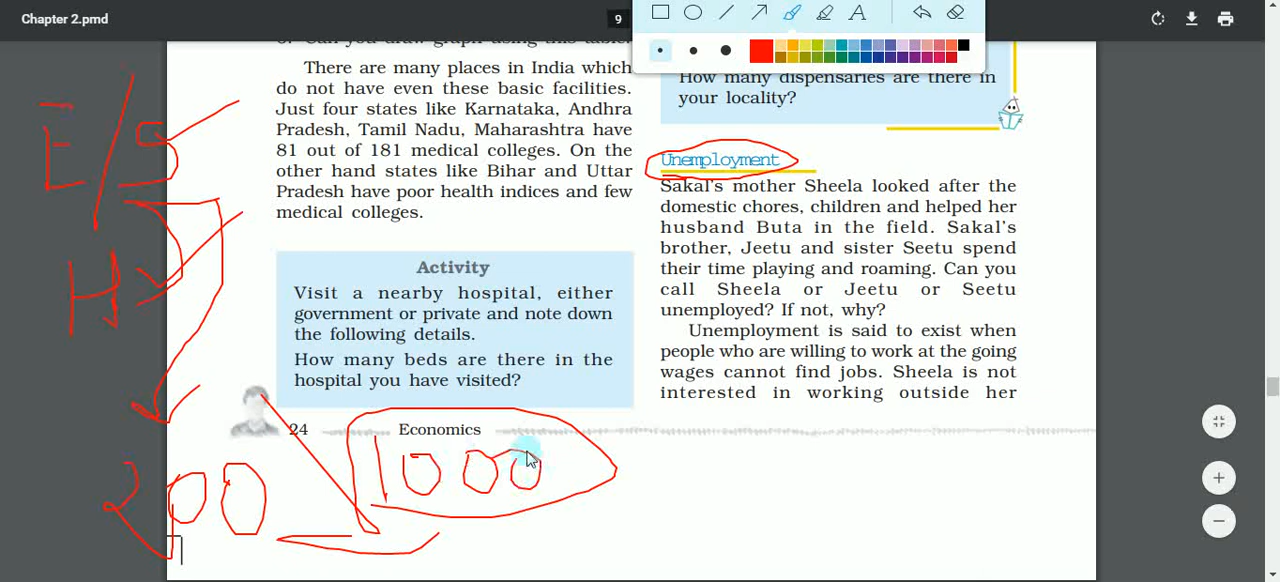 Chapter 2.pmd
9
A
There are many places in India which
do not have even these basic facilities.
Just four states like Karnataka, Andhra
Pradesh, Tamil Nadu, Maharashtra have
81 out of 181 medical colleges. On the
other hand states like Bihar and Uttar
Pradesh have poor health indices and few
medical colleges.
Activity
Visit a nearby hospital, either
government or private and note down
the following details.
How many beds are there in the
hospital you have visited?
24
Economics
How many dispensaries are there in
your locality?
Unemployment
Sakal's mother Sheela looked after the
domestic chores, children and helped her
husband Buta in the field. Sakal's
brother, Jeetu and sister Seetu spend
their time playing and roaming. Can you
call Sheela or Jeetu or Seetu
unemployed? If not, why?
Unemployment is said to exist when
people who are willing to work at the going
wages cannot find jobs. Sheela is not
interested in working outside her
E/S
200
1000